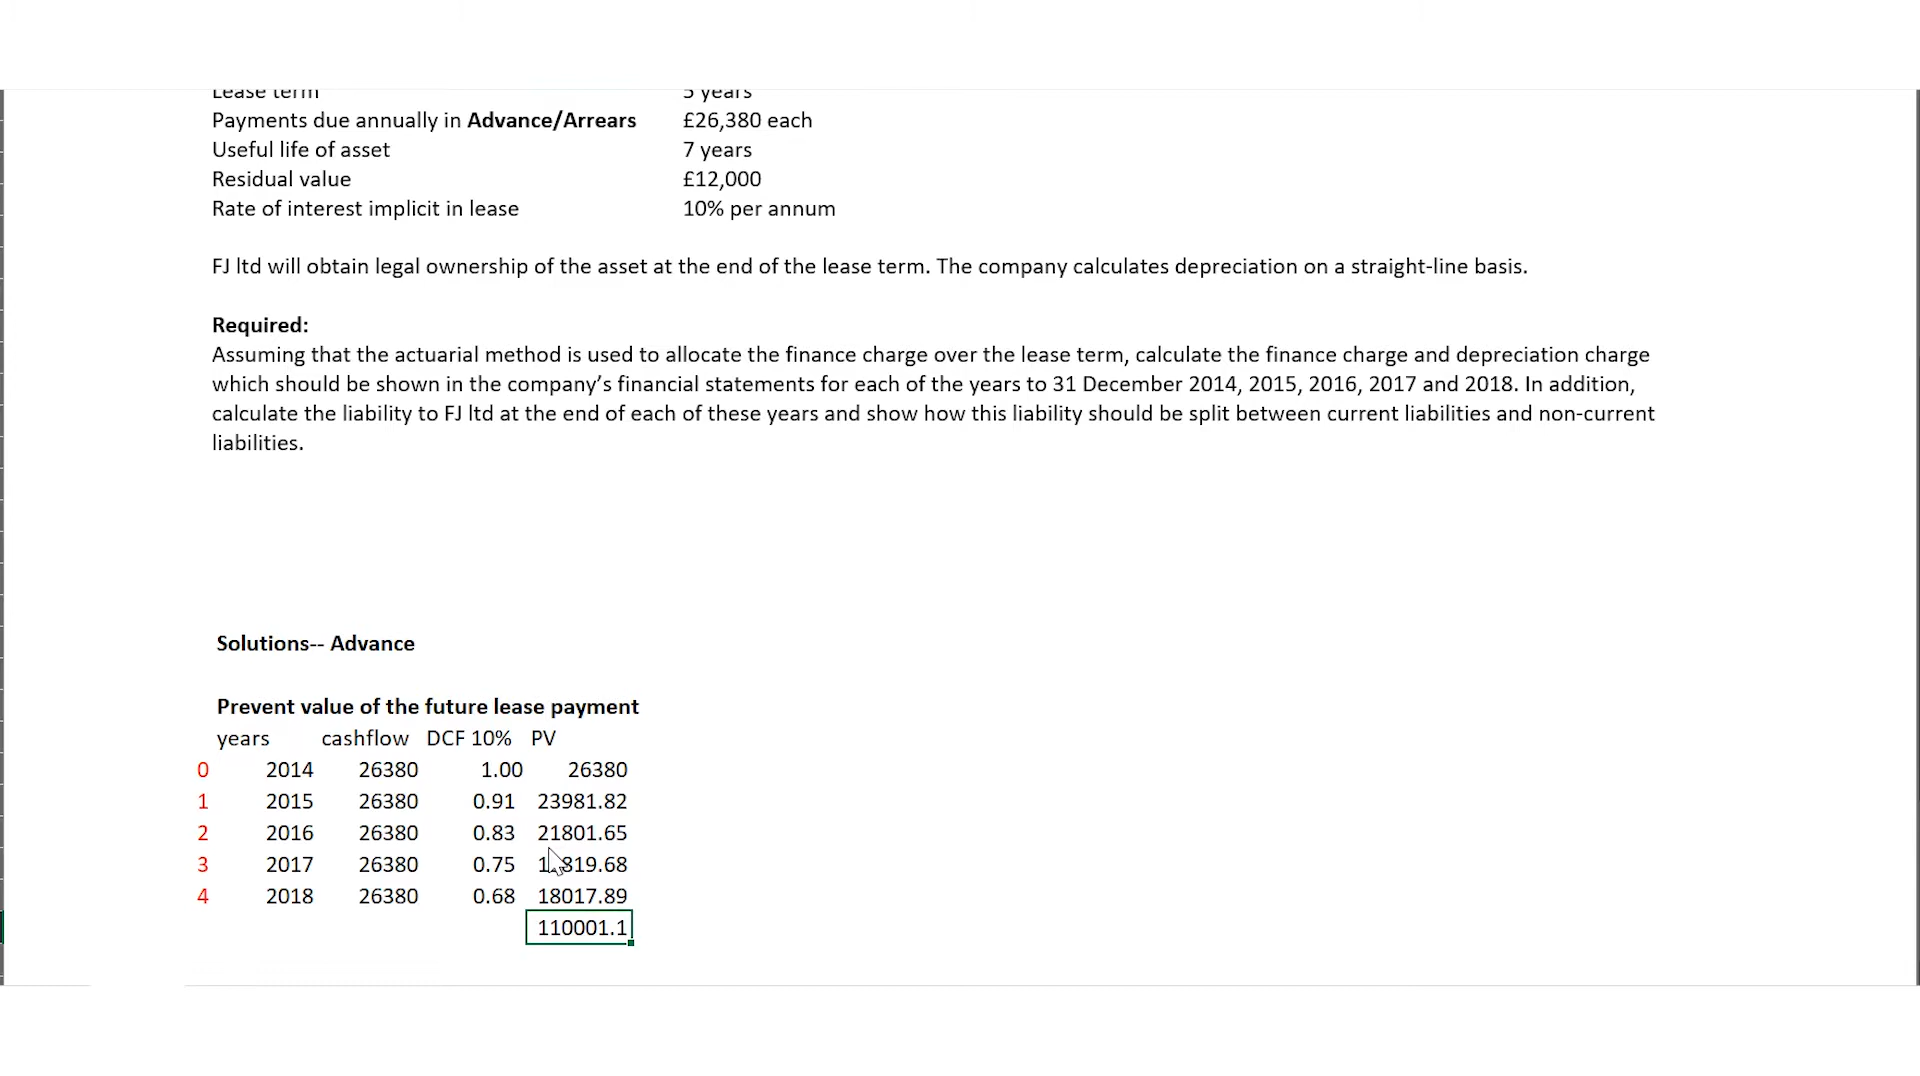 Lease term 5 years
Payments due annually in Advance/Arrears £26,380 each
Useful life of asset 7 years
Residual value £12,000
Rate of interest implicit in lease 10% per annum
FJ ltd will obtain legal ownership of the asset at the end of the lease term. The company calculates depreciation on a straight-line basis.
Required:
Assuming that the actuarial method is used to allocate the finance charge over the lease term, calculate the finance charge and depreciation charge
which should be shown in the company’s financial statements for each of the years to 31 December 2014, 2015, 2016, 2017 and 2018. In addition,
calculate the liability to FJ ltd at the end of each of these years and show how this liability should be split between current liabilities and non-current
liabilities.
Solutions-- Advance
Prevent value of the future lease payment
years cashflow DCF 10% PV
0 2014 26380 1.00 26380
1 2015 26380 0.91 23981.82
2 2016 26380 0.83 21801.65
3 2017 26380 0.75
4 2018 26380 0.68 18017.89
110001.1